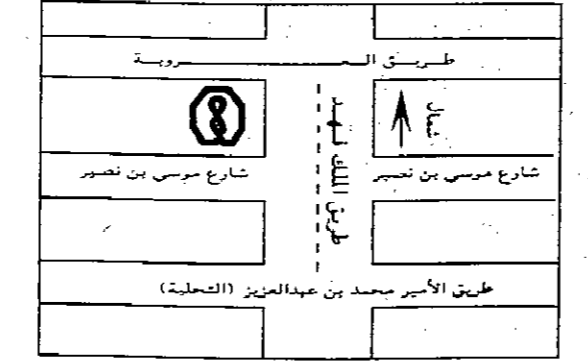 طريق العروبة
شمال
طريق الملك فهد
شارع موسى بن نصير
شارع موسى بن نصير
طريق الأمير محمد بن عبدالعزيز (التحلية)